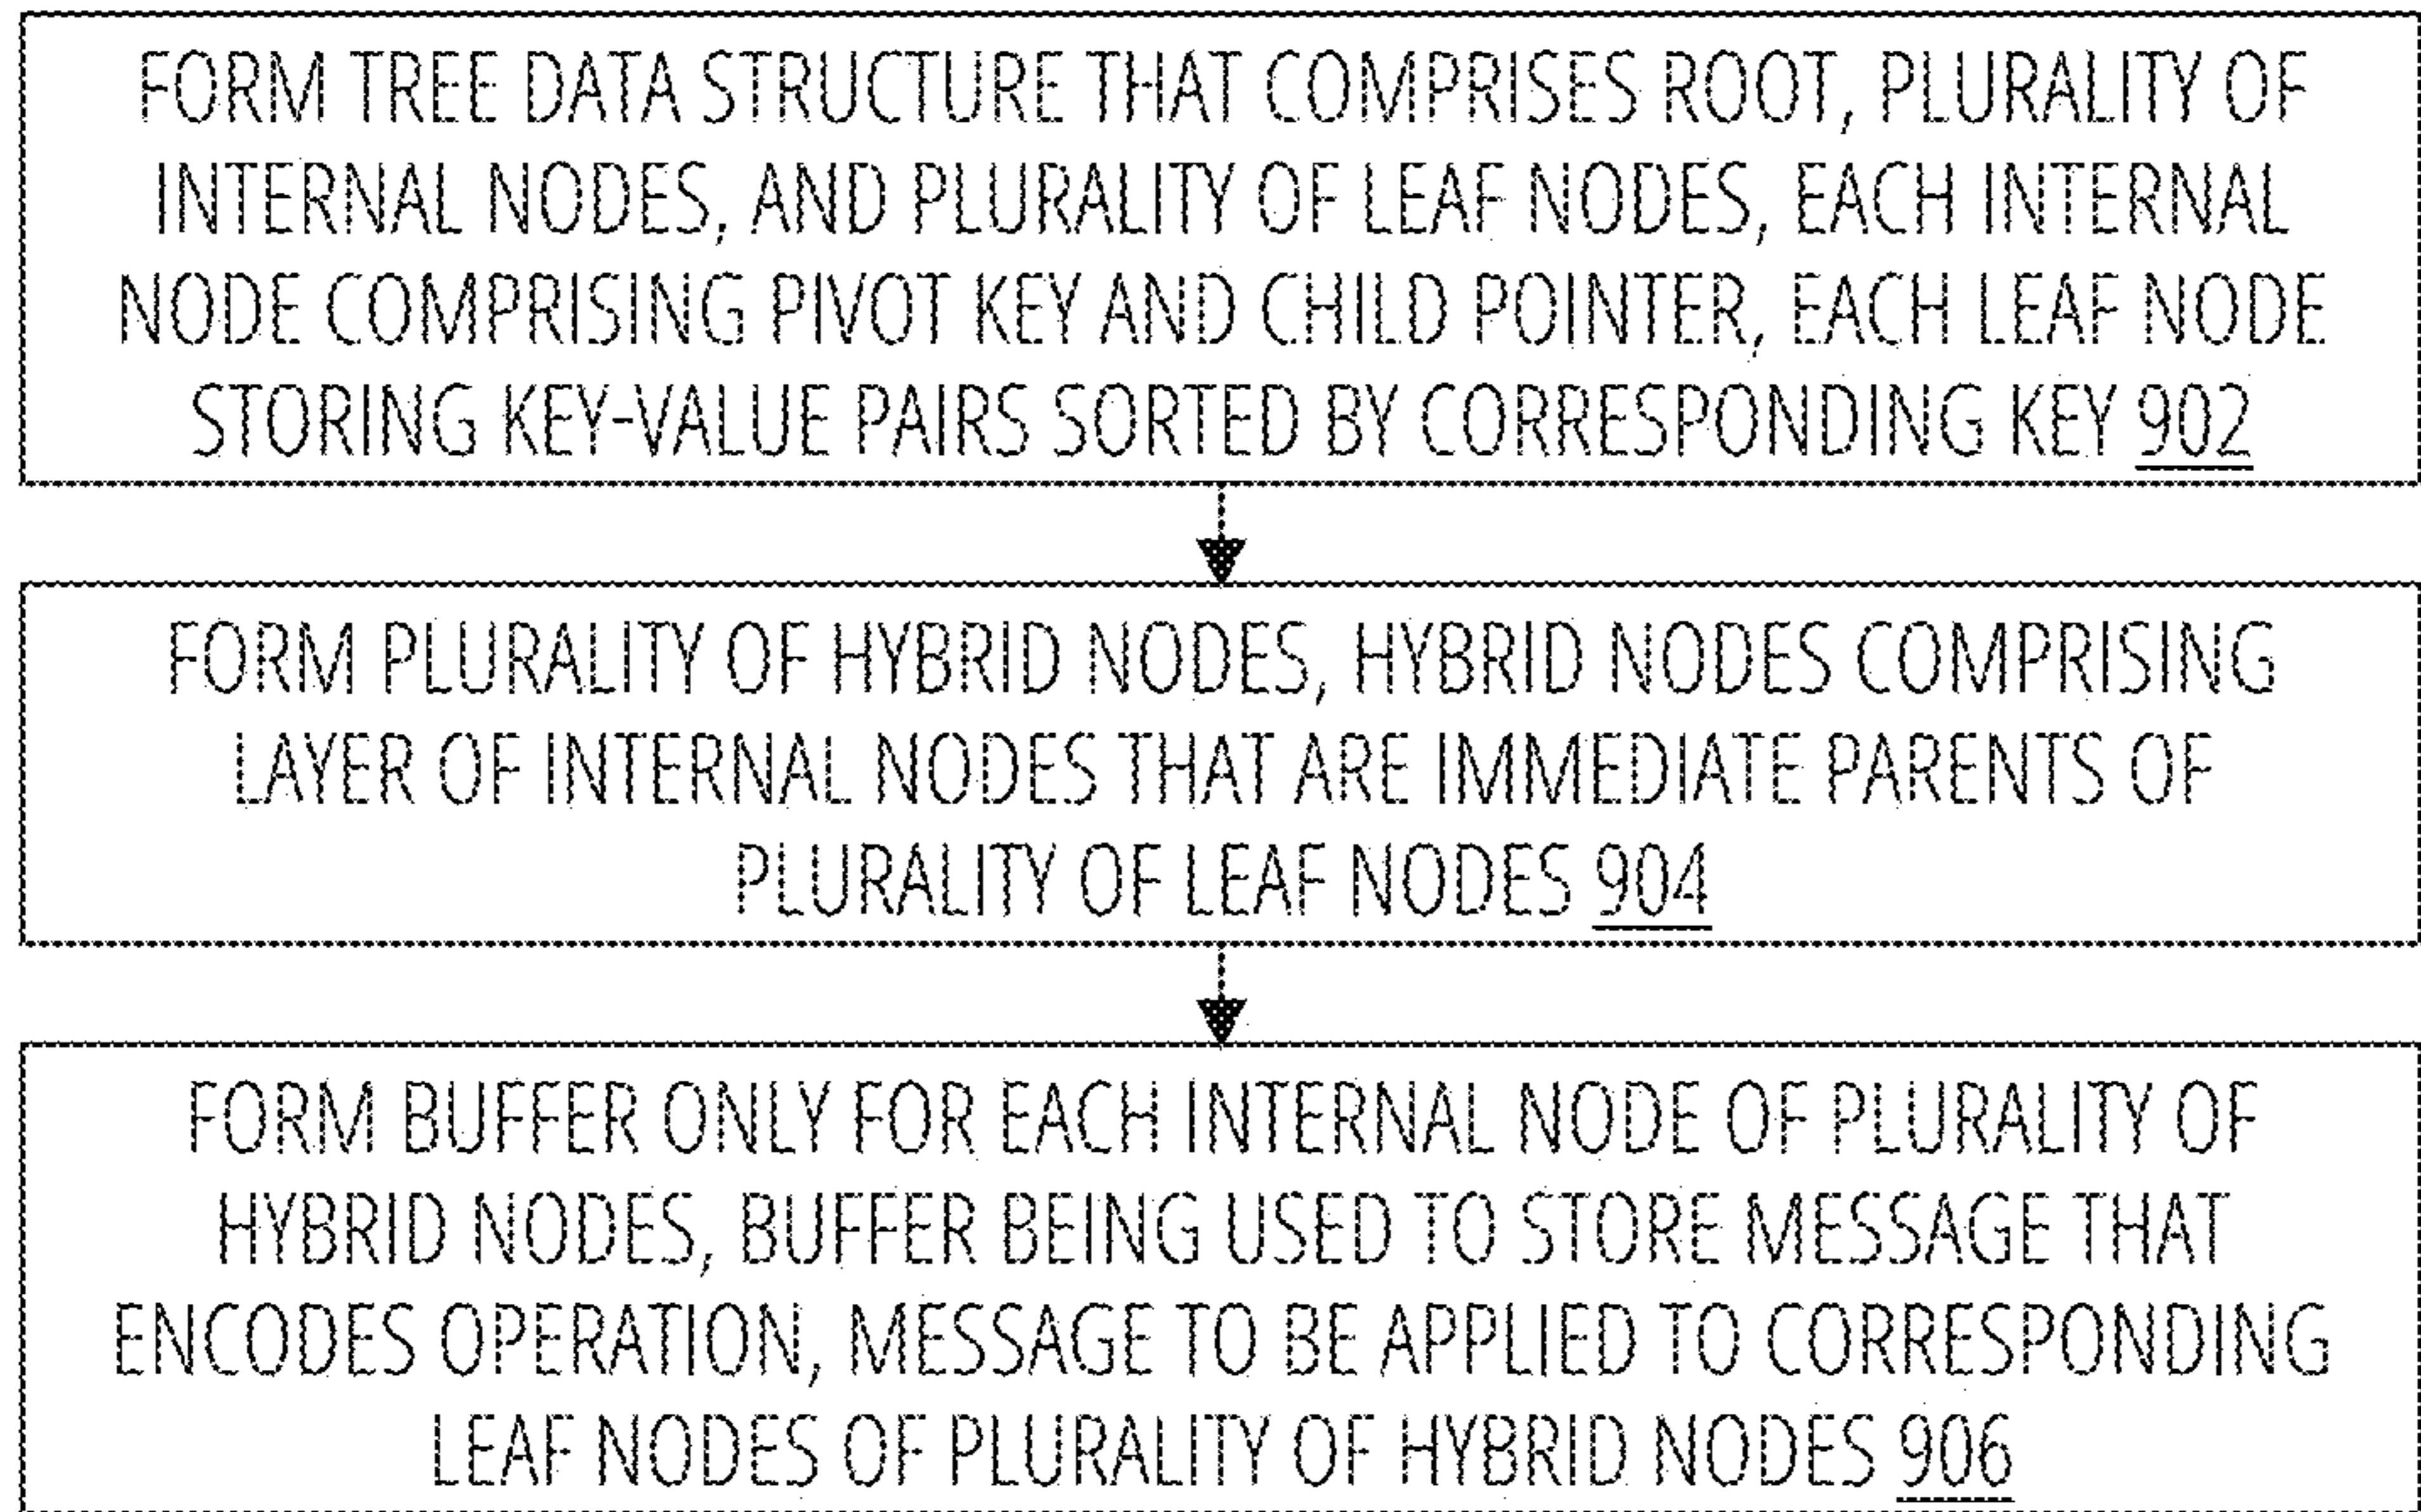 FORM TREE DATA STRUCTURE THAT COMPRISES ROOT, PLURALITY OF
INTERNAL NODES, AND PLURALITY OF LEAF NODES, EACH INTERNAL
NODE COMPRISING PIVOT KEY AND CHILD POINTER, EACH LEAF NODE
STORING KEY-VALUE PAIRS SORTED BY CORRESPONDING KEY 902
FORM PLURALITY OF HYBRID NODES, HYBRID NODES COMPRISING
LAYER OF INTERNAL NODES THAT ARE IMMEDIATE PARENTS OF
PLURALITY OF LEAF NODES 904
FORM BUFFER ONLY FOR EACH INTERNAL NODE OF PLURALITY OF
HYBRID NODES, BUFFER BEING USED TO STORE MESSAGE THAT
ENCODES OPERATION, MESSAGE TO BE APPLIED TO CORRESPONDING
LEAF NODES OF PLURALITY OF HYBRID NODES 906